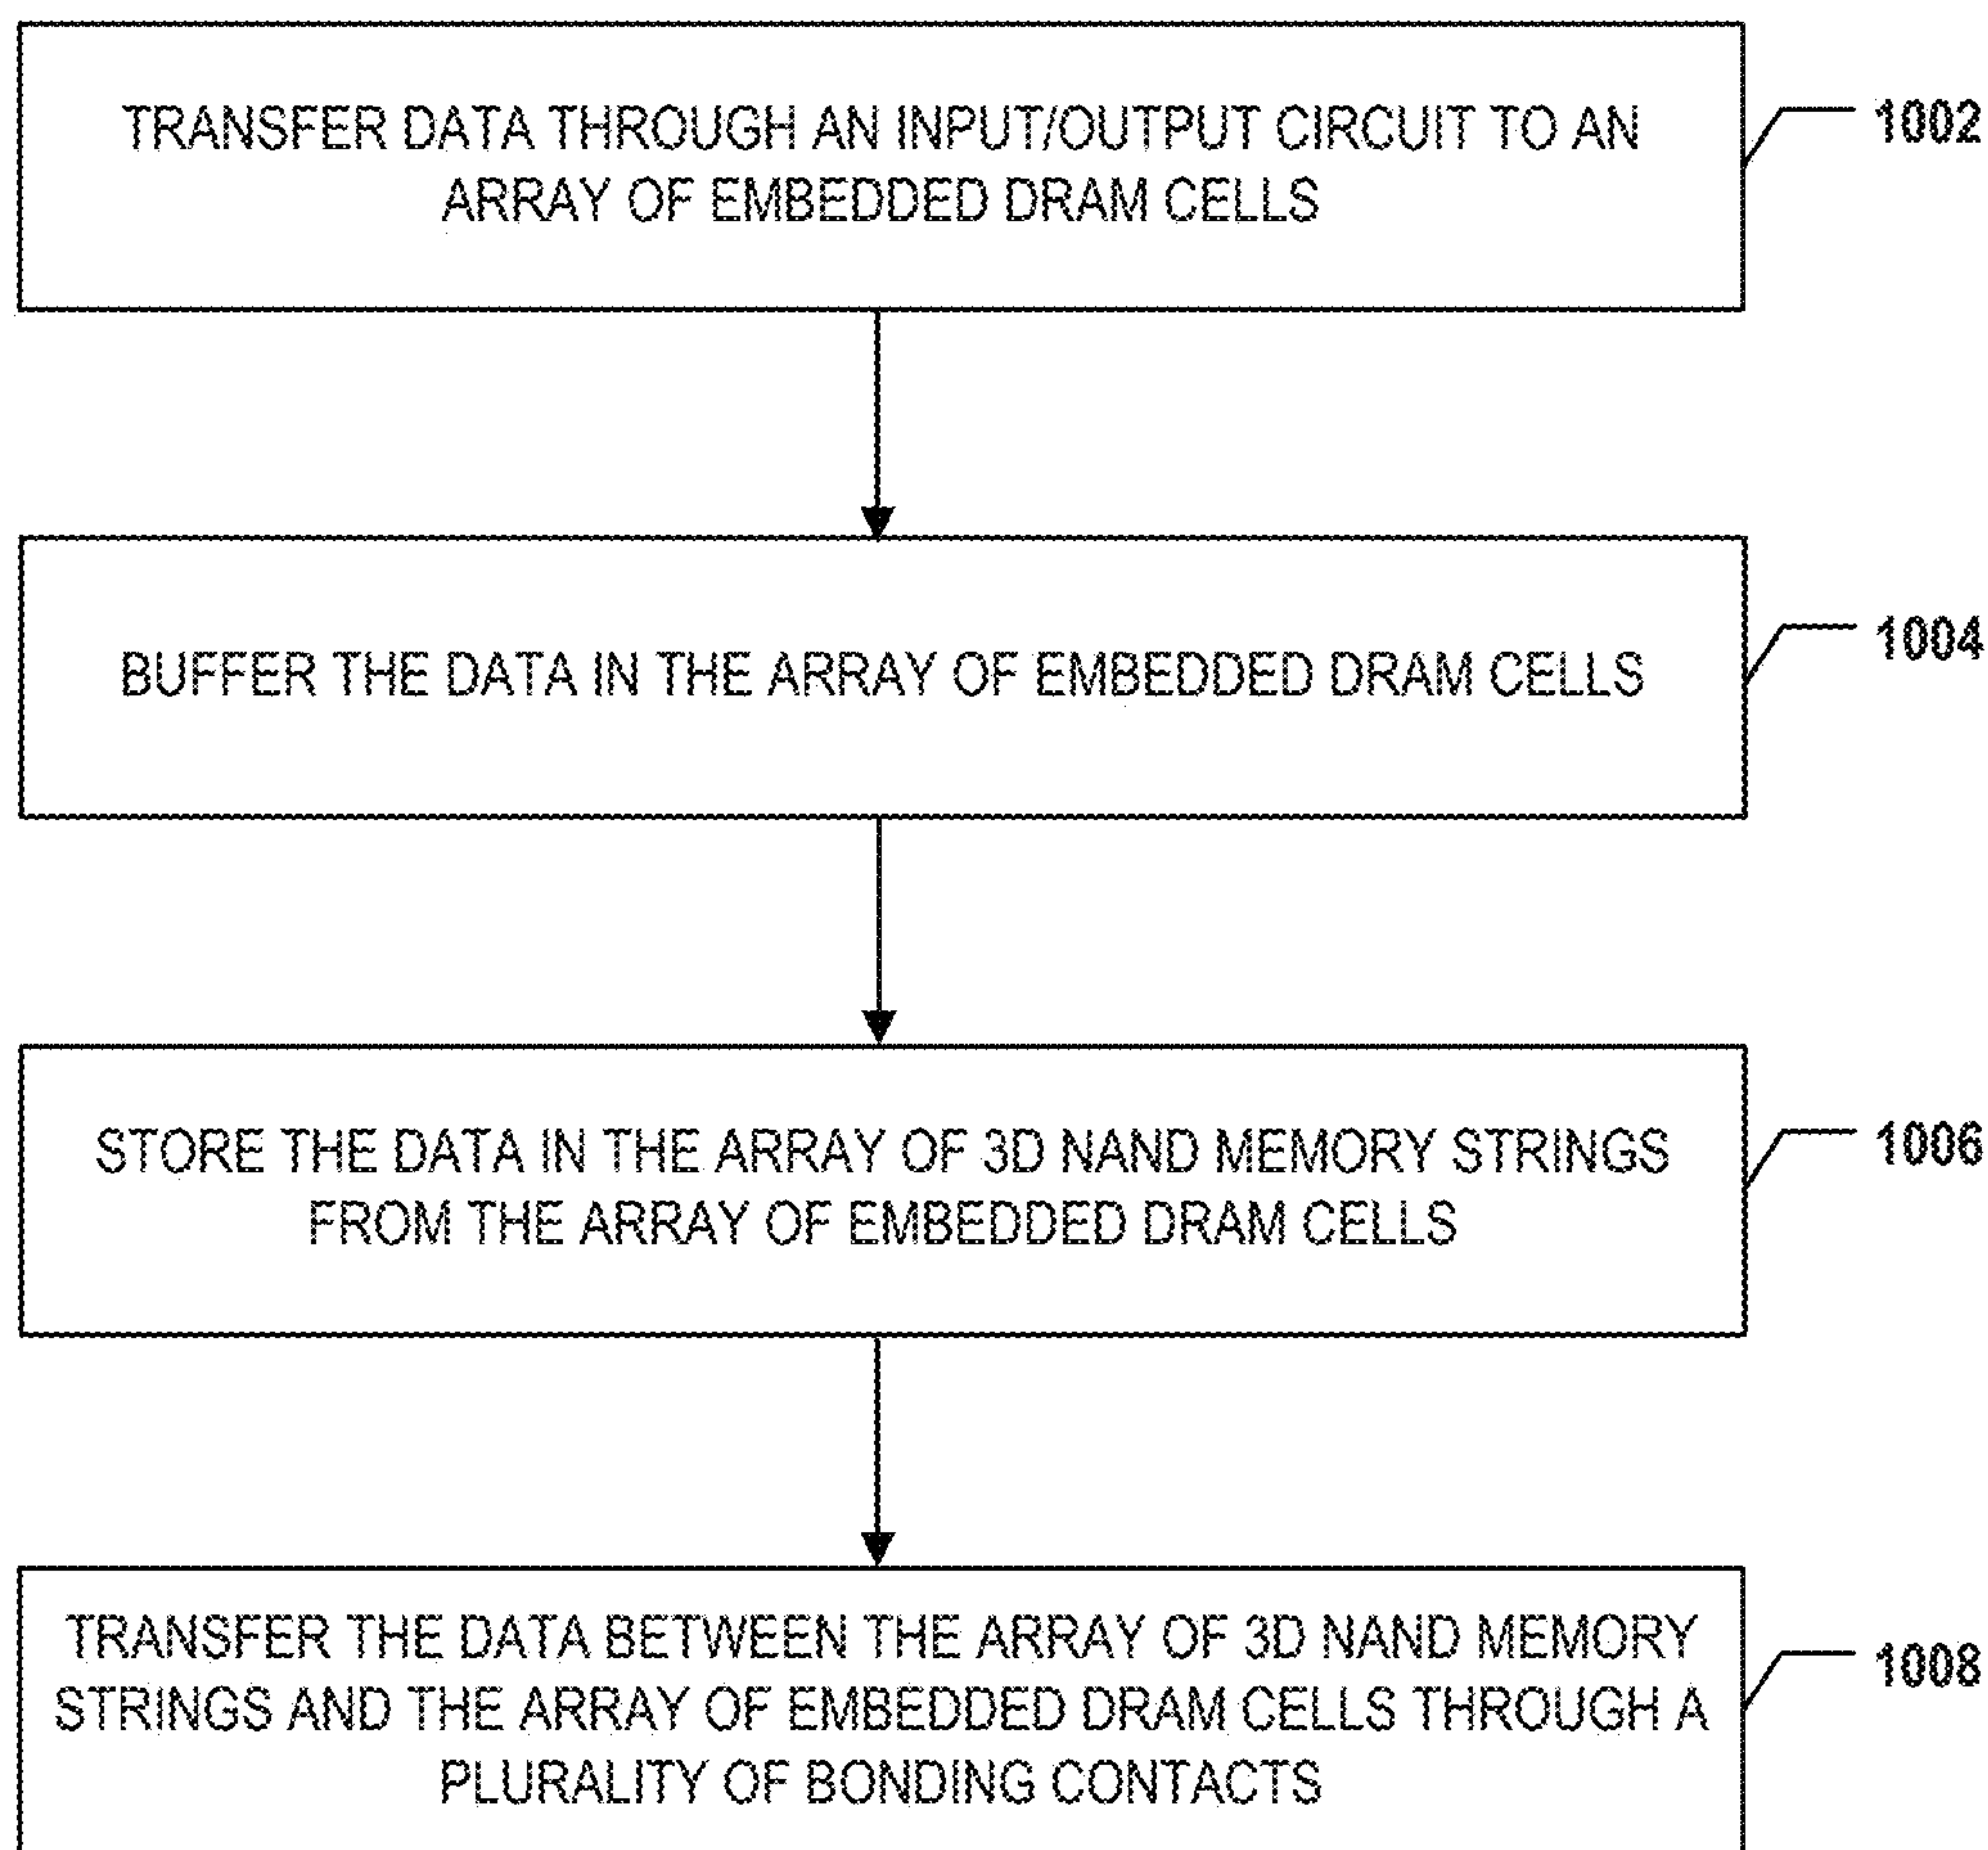 TRANSFER DATA THROUGH AN INPUT/OUTPUT CIRCUIT TO AN
ARRAY OF EMBEDDED DRAM CELLS
1002
BUFFER THE DATA IN THE ARRAY OF EMBEDDED DRAM CELLS
1004
STORE THE DATA IN THE ARRAY OF 3D NAND MEMORY STRINGS
FROM THE ARRAY OF EMBEDDED DRAM CELLS
1006
TRANSFER THE DATA BETWEEN THE ARRAY OF 3D NAND MEMORY
STRINGS AND THE ARRAY OF EMBEDDED DRAM CELLS THROUGH A
PLURALITY OF BONDING CONTACTS
1008